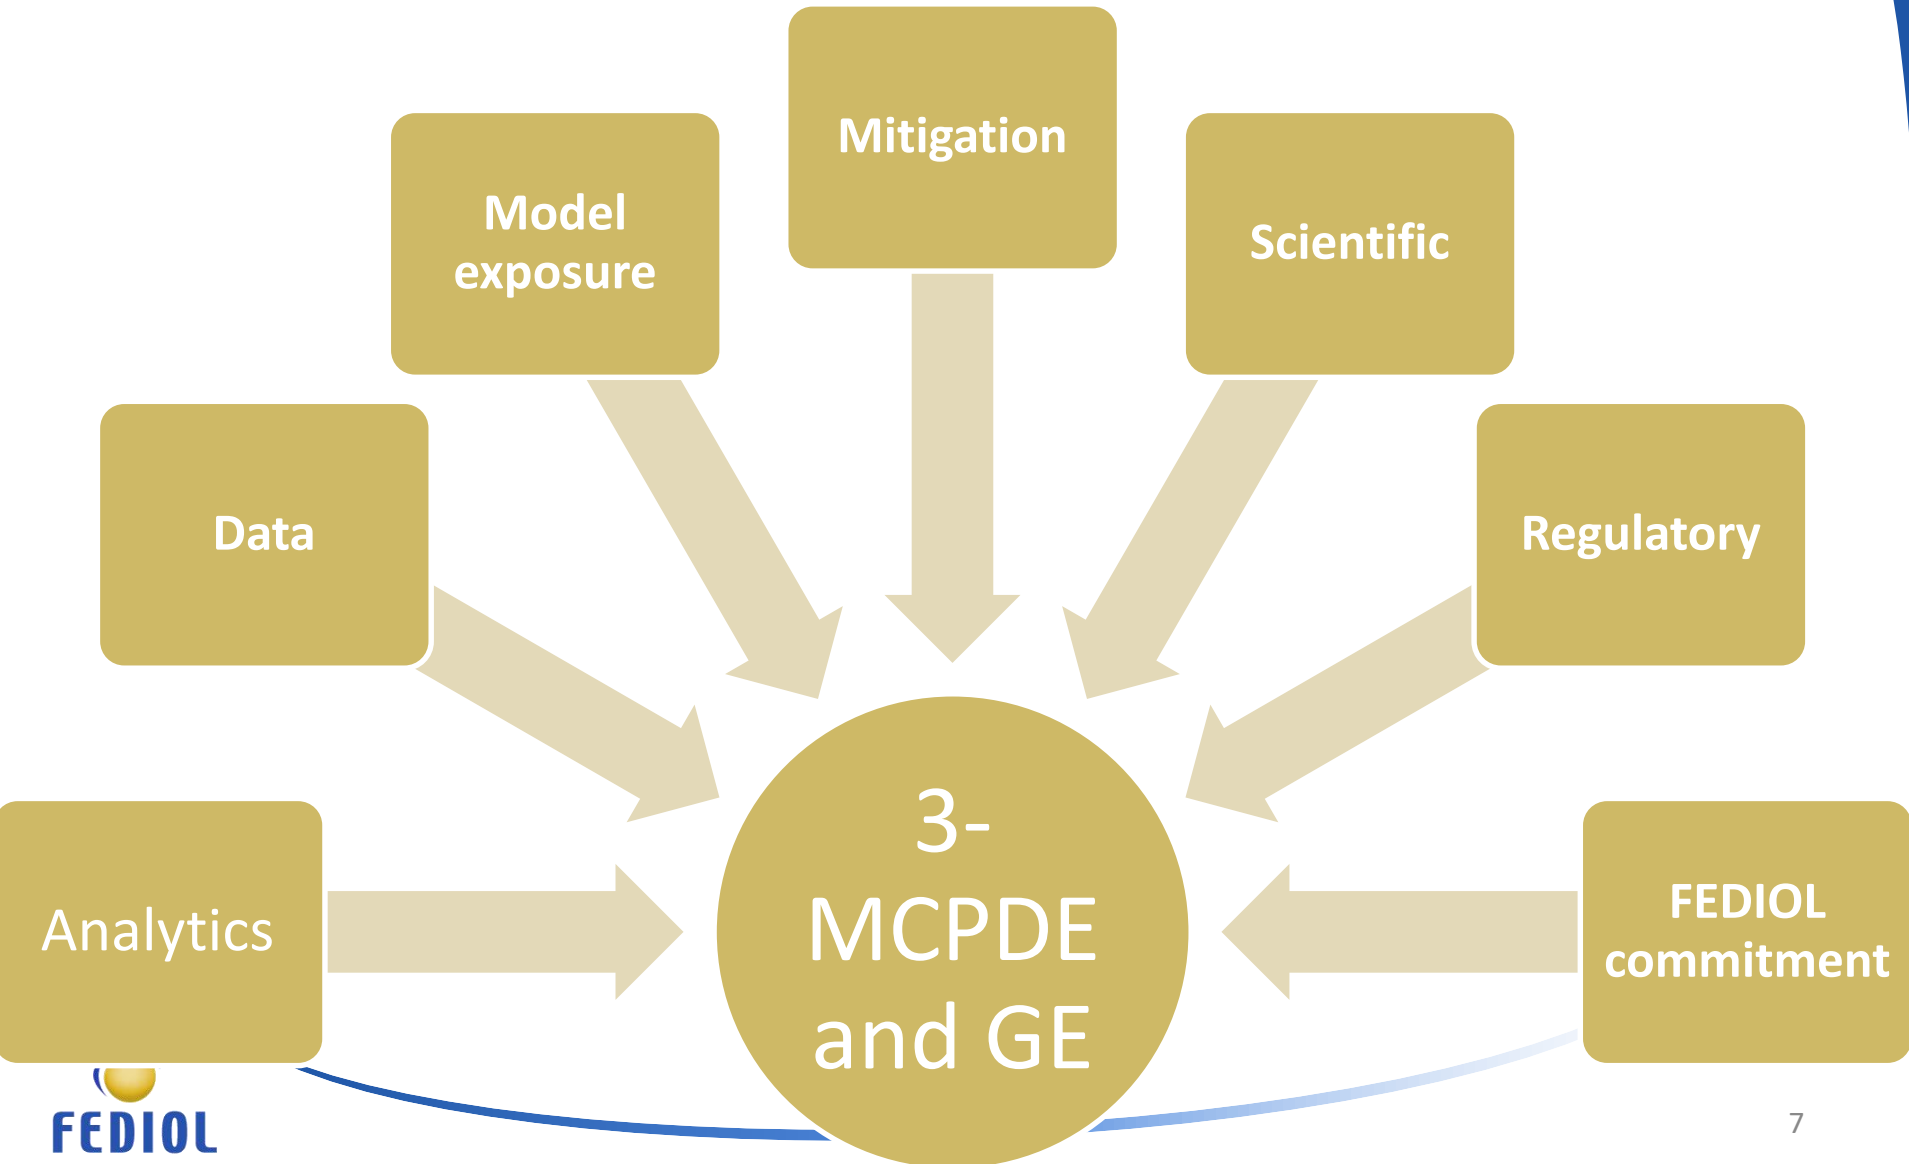 Mitigation
Model
exposure
Scientific
Data
Regulatory
Analytics
3-
MCPDE
and GE
FEDIOL
commitment
FEDIOL
7